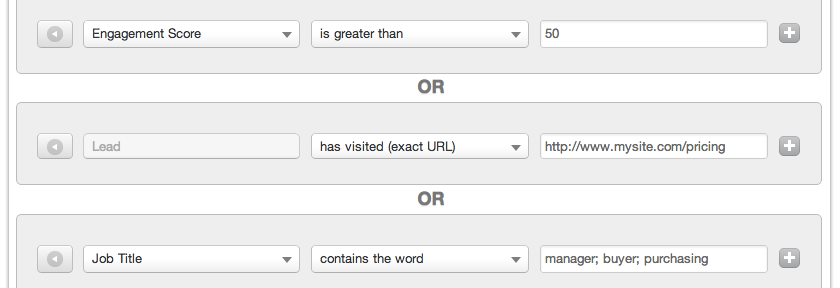 Engagement Score is greater than 50
OR
Lead has visited (exact URL) http://www.mysite.com/pricing
OR
Job Title contains the word manager; buyer; purchasing